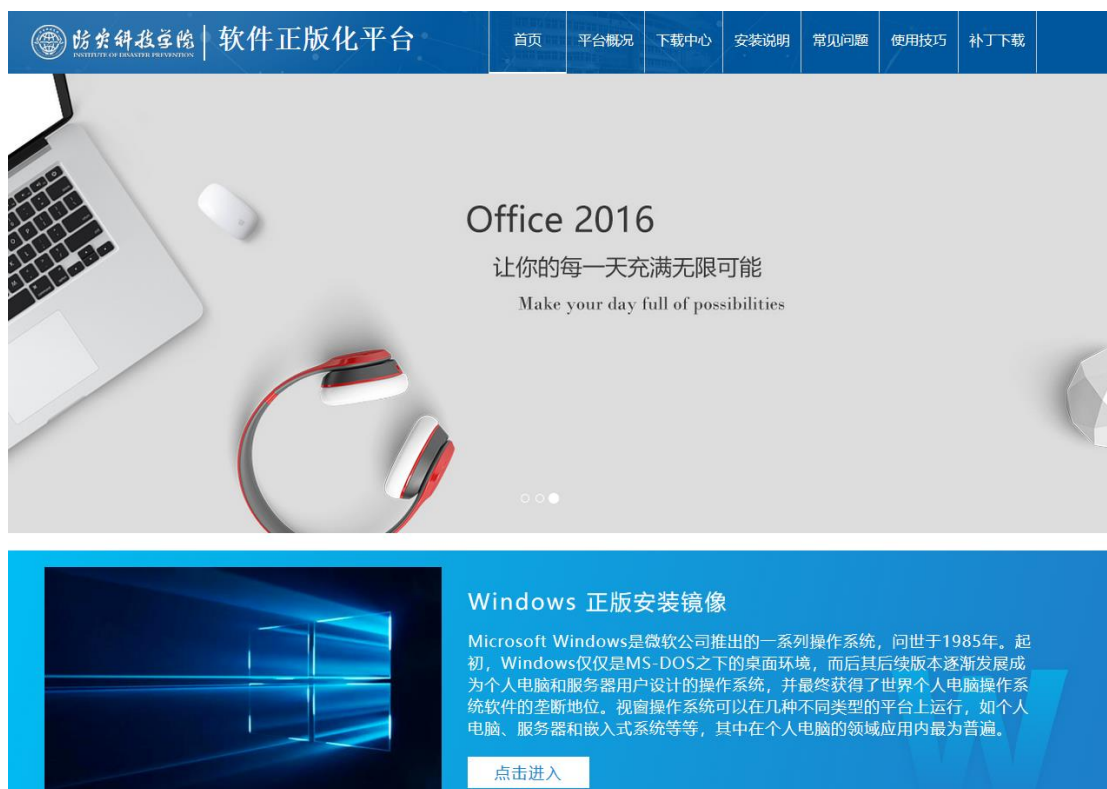 防灾科技学院
INSTITUTE OF DISASTER PREVENTION
软件正版化平台
首页 平台概况 下载中心 安装说明 常见问题 使用技巧 补丁下载
Office 2016
让你的每一天充满无限可能
Make your day full of possibilities
Windows 正版安装镜像
Microsoft Windows是微软公司推出的一系列操作系统，问世于1985年。起
初，Windows仅仅是MS-DOS之下的桌面环境，而后其后续版本逐渐发展成
为个人电脑和服务器用户设计的操作系统，并最终获得了世界个人电脑操作系
统软件的垄断地位。视窗操作系统可以在几种不同类型的平台上运行，如个人
电脑、服务器和嵌入式系统等等，其中在个人电脑的领域应用内最为普遍。
点击进入